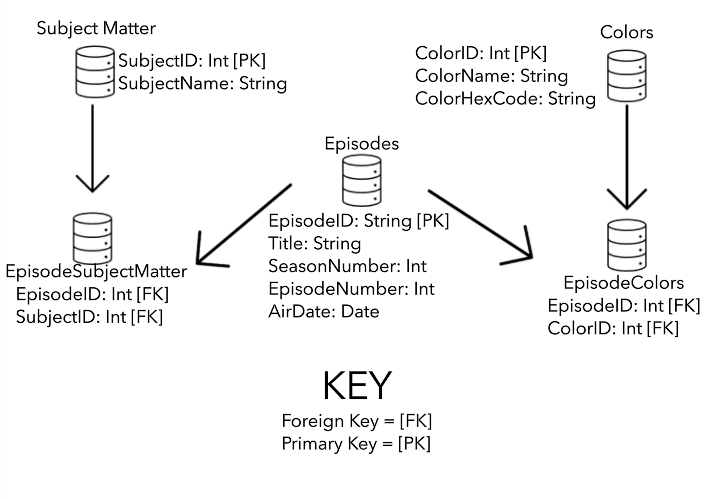 Subject Matter
SubjectID: Int [PK]
SubjectName: String
Colors
ColorID: Int [PK]
ColorName: String
ColorHexCode: String
Episodes
EpisodeID: String [PK]
Title: String
SeasonNumber: Int
EpisodeNumber: Int
AirDate: Date
EpisodeSubjectMatter
EpisodeID: Int [FK]
SubjectID: Int [FK]
EpisodeColors
EpisodeID: Int [FK]
ColorID: Int [FK]
KEY
Foreign Key = [FK]
Primary Key = [PK]